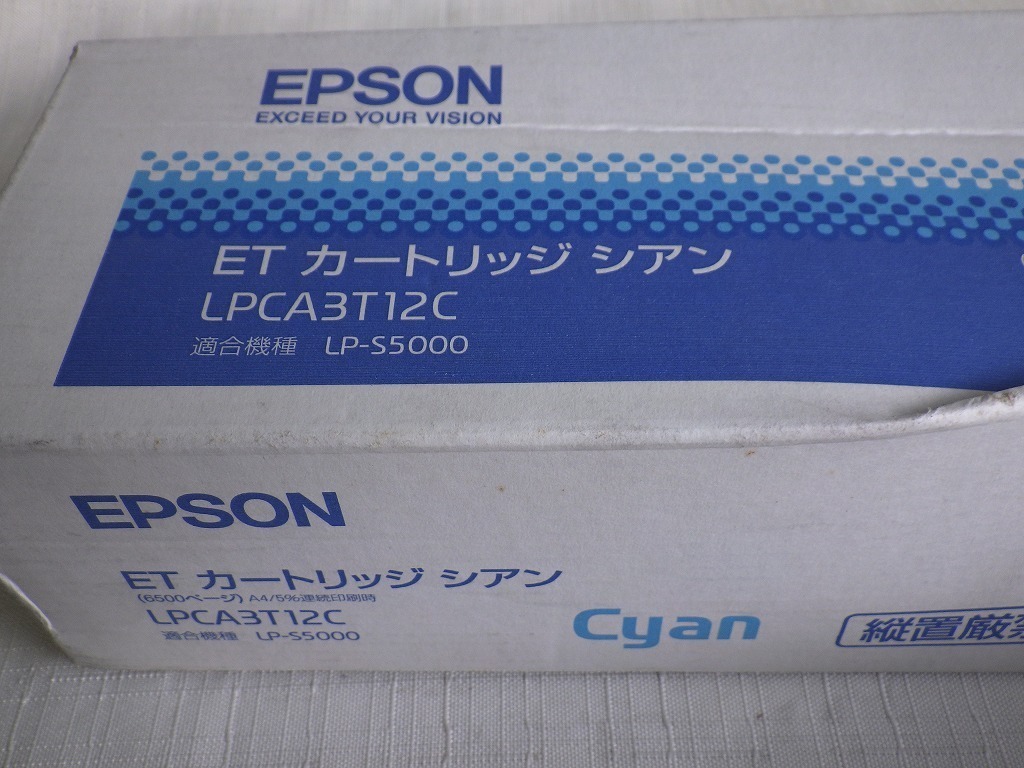 EPSON
EXCEED YOUR VISION
ET カートリッジ シアン
LPCA3T12C
適合機種 LP-S5000
EPSON
ET カートリッジ シアン
(6500ページ) A4/5%連続印刷時
LPCA3T12C
適合機種 LP-S5000
Cyan
縦置厳禁